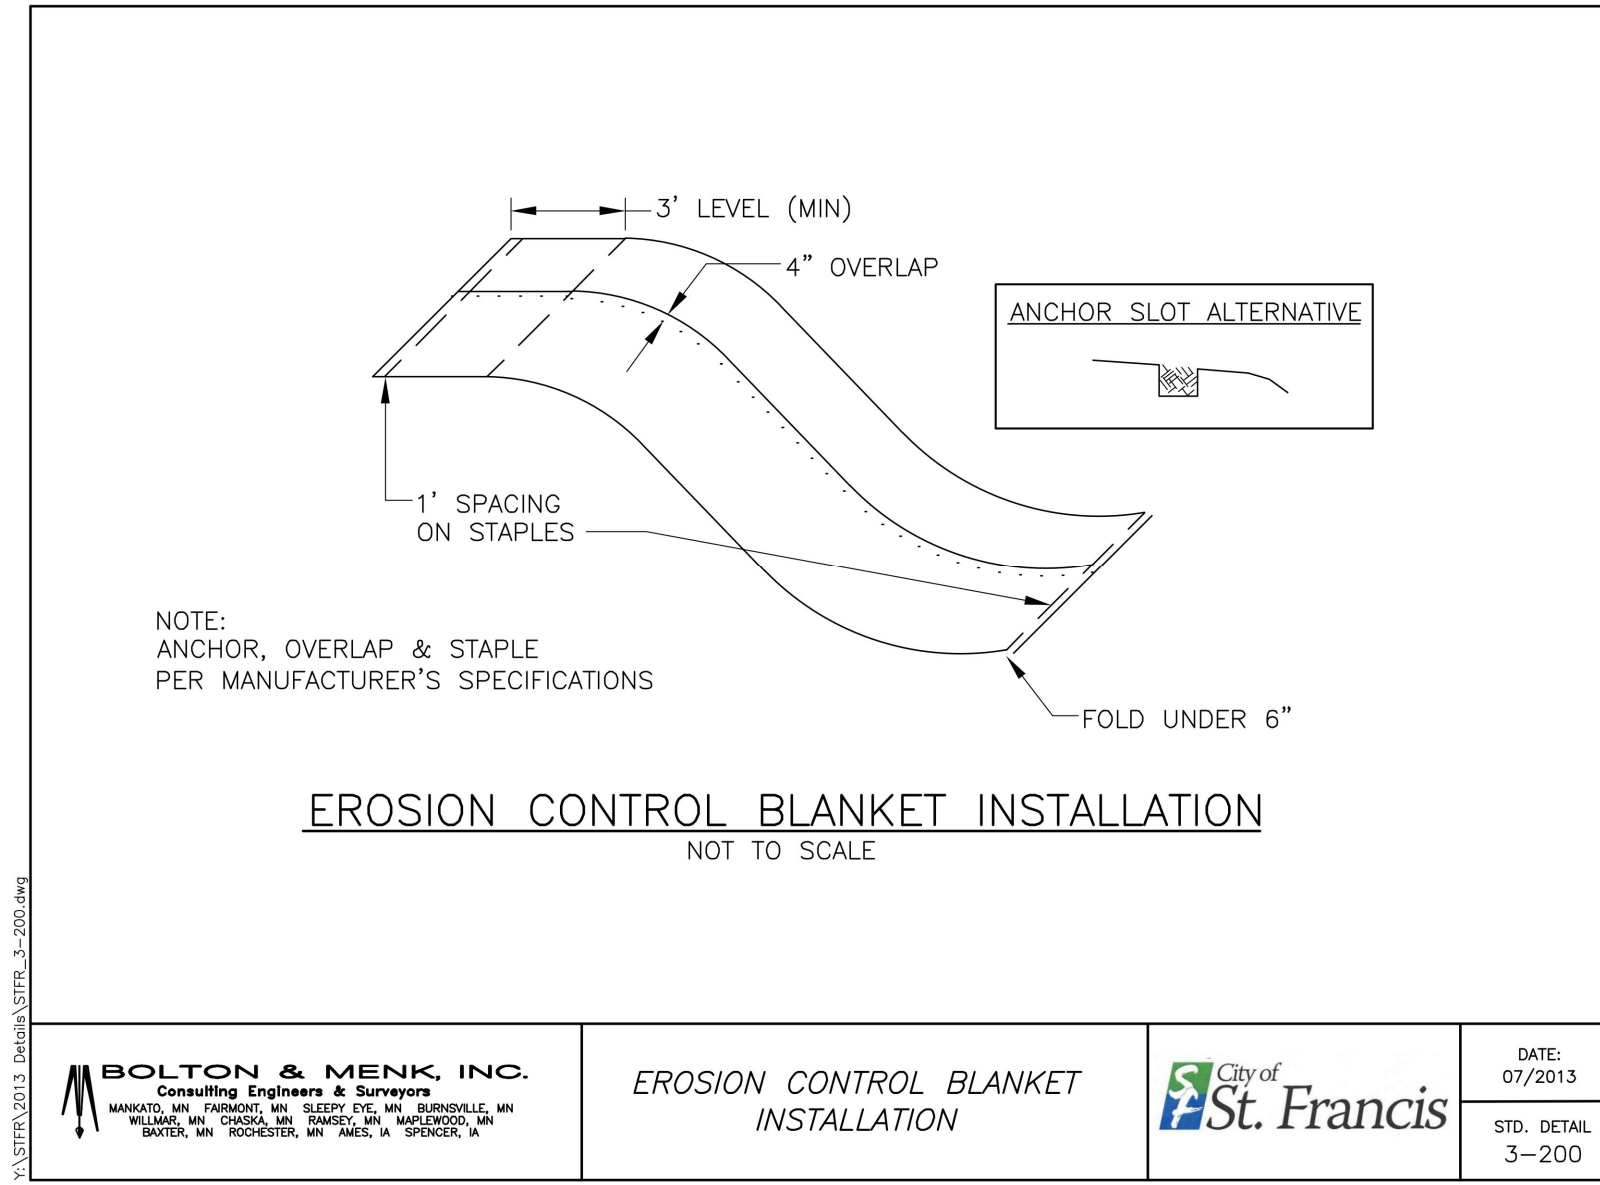 3' LEVEL (MIN)
4” OVERLAP
ANCHOR SLOT ALTERNATIVE
1' SPACING
ON STAPLES
NOTE:
ANCHOR, OVERLAP & STAPLE
PER MANUFACTURER'S SPECIFICATIONS
FOLD UNDER 6”
EROSION CONTROL BLANKET INSTALLATION
NOT TO SCALE
Y:\STFR\2013 Details\STFR_3-200.dwg
BOLTON & MENK, INC.
Consulting Engineers & Surveyors
MANKATO, MN FAIRMONT, MN SLEEPY EYE, MN BURNSVILLE, MN
WILLMAR, MN CHASKA, MN RAMSEY, MN MAPLEWOOD, MN
BAXTER, MN ROCHESTER, MN AMES, IA SPENCER, IA
EROSION CONTROL BLANKET
INSTALLATION
SF
City of
St. Francis
DATE:
07/2013
STD. DETAIL
3-200